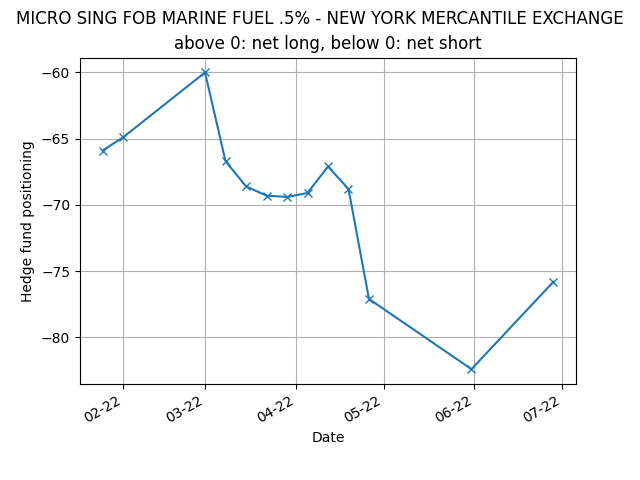 MICRO SING FOB MARINE FUEL .5% - NEW YORK MERCANTILE EXCHANGE
above 0: net long, below 0: net short
Hedge fund positioning
−60
−65
−70
−75
−80
02-22
03-22
04-22
05-22
06-22
07-22
Date